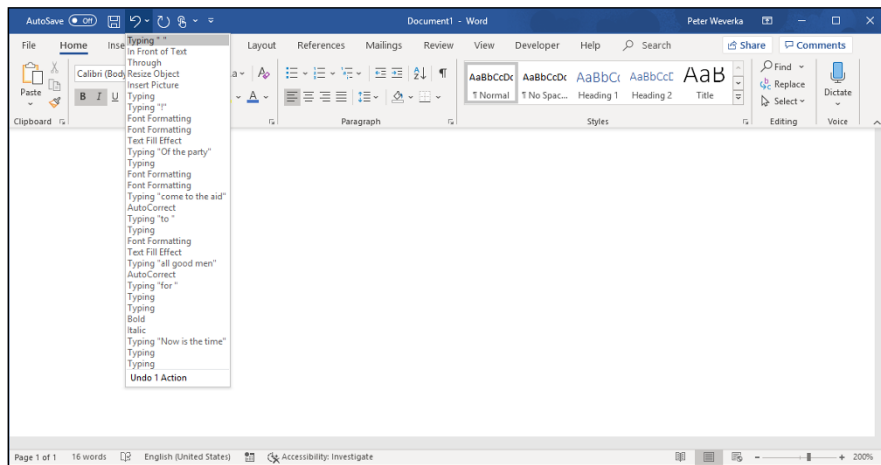 AutoSave Off Document1 - Word Peter Weverka
File Home Inse Layout References Mailings Review View Developer Help Search Share Comments
Paste
Calibri (Body
B I U
Clipboard
Typing " "
In Front of Text
Through
Resize Object
Insert Picture
Typing
Typing "!"
Font Formatting
Font Formatting
Text Fill Effect
Typing "Of the party"
Typing
Font Formatting
Font Formatting
Typing "come to the aid"
AutoCorrect
Typing "to "
Typing
Font Formatting
Text Fill Effect
Typing "all good men"
AutoCorrect
Typing "for "
Typing
Typing
Bold
Italic
Typing "Now is the time"
Typing
Typing
Undo 1 Action
Paragraph
AaBbCcDc AaBbCcDc AaBbCc AaBbCcE AaB
¶ Normal ¶ No Spac... Heading 1 Heading 2 Title
Styles
Find
Replace
Select
Editing
Dictate
Voice
Page 1 of 1 16 words English (United States) Accessibility: Investigate 200%